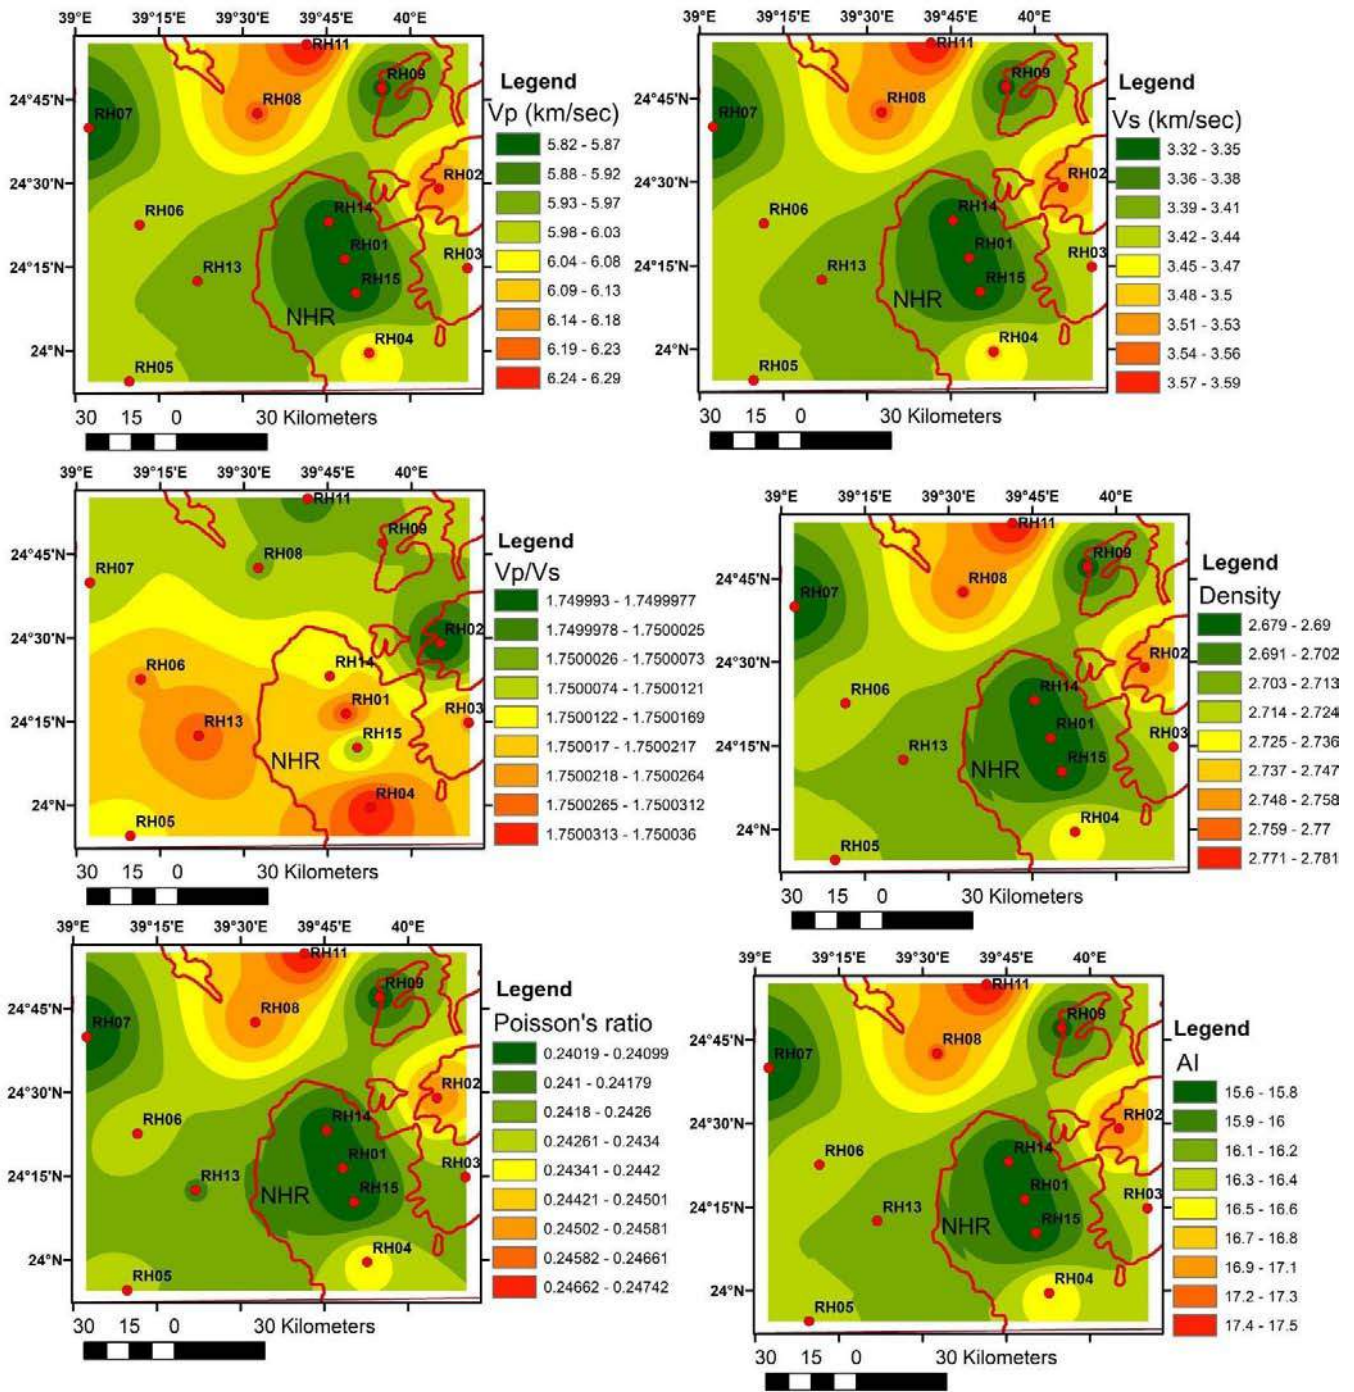 39°E 39°15'E 39°30'E 39°45'E 40°E
24°45'N
24°30'N
24°15'N
24°N
RH11
RH09
RH08
RH07
RH02
RH06
RH14
RH01
RH03
RH13
RH15
NHR
RH04
RH05
30 15 0 30 Kilometers
Legend
Vp (km/sec)
5.82 - 5.87
5.88 - 5.92
5.93 - 5.97
5.98 - 6.03
6.04 - 6.08
6.09 - 6.13
6.14 - 6.18
6.19 - 6.23
6.24 - 6.29
39°E 39°15'E 39°30'E 39°45'E 40°E
24°45'N
24°30'N
24°15'N
24°N
RH11
RH09
RH08
RH07
RH02
RH06
RH14
RH01
RH03
RH13
RH15
NHR
RH04
RH05
30 15 0 30 Kilometers
Legend
Vs (km/sec)
3.32 - 3.35
3.36 - 3.38
3.39 - 3.41
3.42 - 3.44
3.45 - 3.47
3.48 - 3.5
3.51 - 3.53
3.54 - 3.56
3.57 - 3.59
39°E 39°15'E 39°30'E 39°45'E 40°E
24°45'N
24°30'N
24°15'N
24°N
RH11
RH09
RH08
RH07
RH02
RH06
RH14
RH01
RH03
RH13
RH15
NHR
RH04
RH05
30 15 0 30 Kilometers
Legend
Vp/Vs
1.749993 - 1.7499977
1.7499978 - 1.7500025
1.7500026 - 1.7500073
1.7500074 - 1.7500121
1.7500122 - 1.7500169
1.750017 - 1.7500217
1.7500218 - 1.7500264
1.7500265 - 1.7500312
1.7500313 - 1.750036
39°E 39°15'E 39°30'E 39°45'E 40°E
24°45'N
24°30'N
24°15'N
24°N
RH11
RH09
RH08
RH07
RH02
RH06
RH14
RH01
RH03
RH13
RH15
NHR
RH04
RH05
30 15 0 30 Kilometers
Legend
Density
2.679 - 2.69
2.691 - 2.702
2.703 - 2.713
2.714 - 2.724
2.725 - 2.736
2.737 - 2.747
2.748 - 2.758
2.759 - 2.77
2.771 - 2.781
39°E 39°15'E 39°30'E 39°45'E 40°E
24°45'N
24°30'N
24°15'N
24°N
RH11
RH09
RH08
RH07
RH02
RH06
RH14
RH01
RH03
RH13
RH15
NHR
RH04
RH05
30 15 0 30 Kilometers
Legend
Poisson's ratio
0.24019 - 0.24099
0.241 - 0.24179
0.2418 - 0.2426
0.24261 - 0.2434
0.24341 - 0.2442
0.24421 - 0.24501
0.24502 - 0.24581
0.24582 - 0.24661
0.24662 - 0.24742
39°E 39°15'E 39°30'E 39°45'E 40°E
24°45'N
24°30'N
24°15'N
24°N
RH11
RH09
RH08
RH07
RH02
RH06
RH14
RH01
RH03
RH13
RH15
NHR
RH04
RH05
30 15 0 30 Kilometers
Legend
AI
15.6 - 15.8
15.9 - 16
16.1 - 16.2
16.3 - 16.4
16.5 - 16.6
16.7 - 16.8
16.9 - 17.1
17.2 - 17.3
17.4 - 17.5